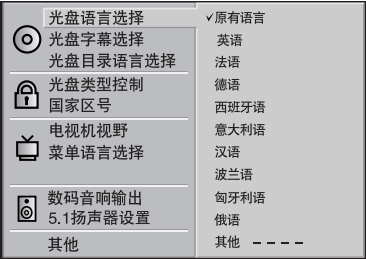 光盘语言选择
光盘字幕选择
光盘目录语言选择
光盘类型控制
国家区号
电视机视野
菜单语言选择
数码音响输出
5.1扬声器设置
其他
✓原有语言
英语
法语
德语
西班牙语
意大利语
汉语
波兰语
匈牙利语
俄语
其他 – – – –